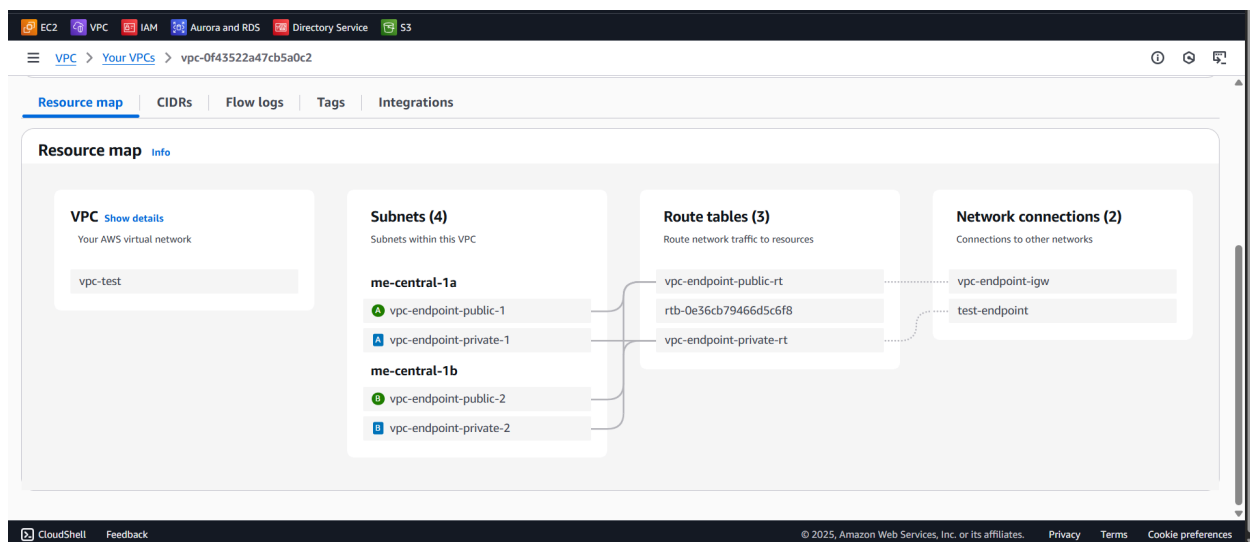 EC2 VPC IAM Aurora and RDS Directory Service S3
VPC > Your VPCs > vpc-0f43522a47cb5a0c2
Resource map CIDRs Flow logs Tags Integrations
Resource map Info
VPC Show details
Your AWS virtual network
vpc-test
Subnets (4)
Subnets within this VPC
me-central-1a
A vpc-endpoint-public-1
A vpc-endpoint-private-1
me-central-1b
B vpc-endpoint-public-2
B vpc-endpoint-private-2
Route tables (3)
Route network traffic to resources
vpc-endpoint-public-rt
rtb-0e36cb79466d5c6f8
vpc-endpoint-private-rt
Network connections (2)
Connections to other networks
vpc-endpoint-igw
test-endpoint
CloudShell Feedback © 2025, Amazon Web Services, Inc. or its affiliates. Privacy Terms Cookie preferences